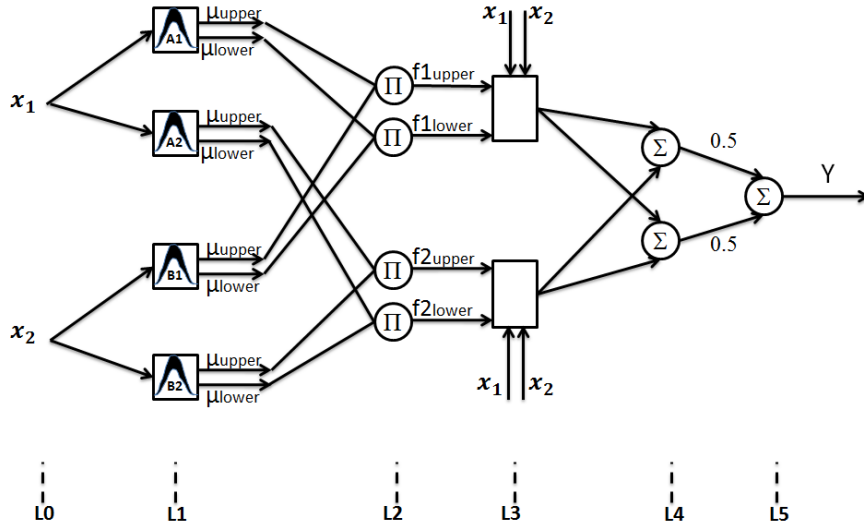 x1 x2
μupper
A1
μlower
f1upper
Π
x1
μupper
A2
μlower
f1lower
Π
Σ
0.5
Y
Σ
μupper
B1
μlower
f2upper
Π
Σ
0.5
x2
f2lower
Π
μupper
B2
μlower
x1 x2
L0 L1 L2 L3 L4 L5